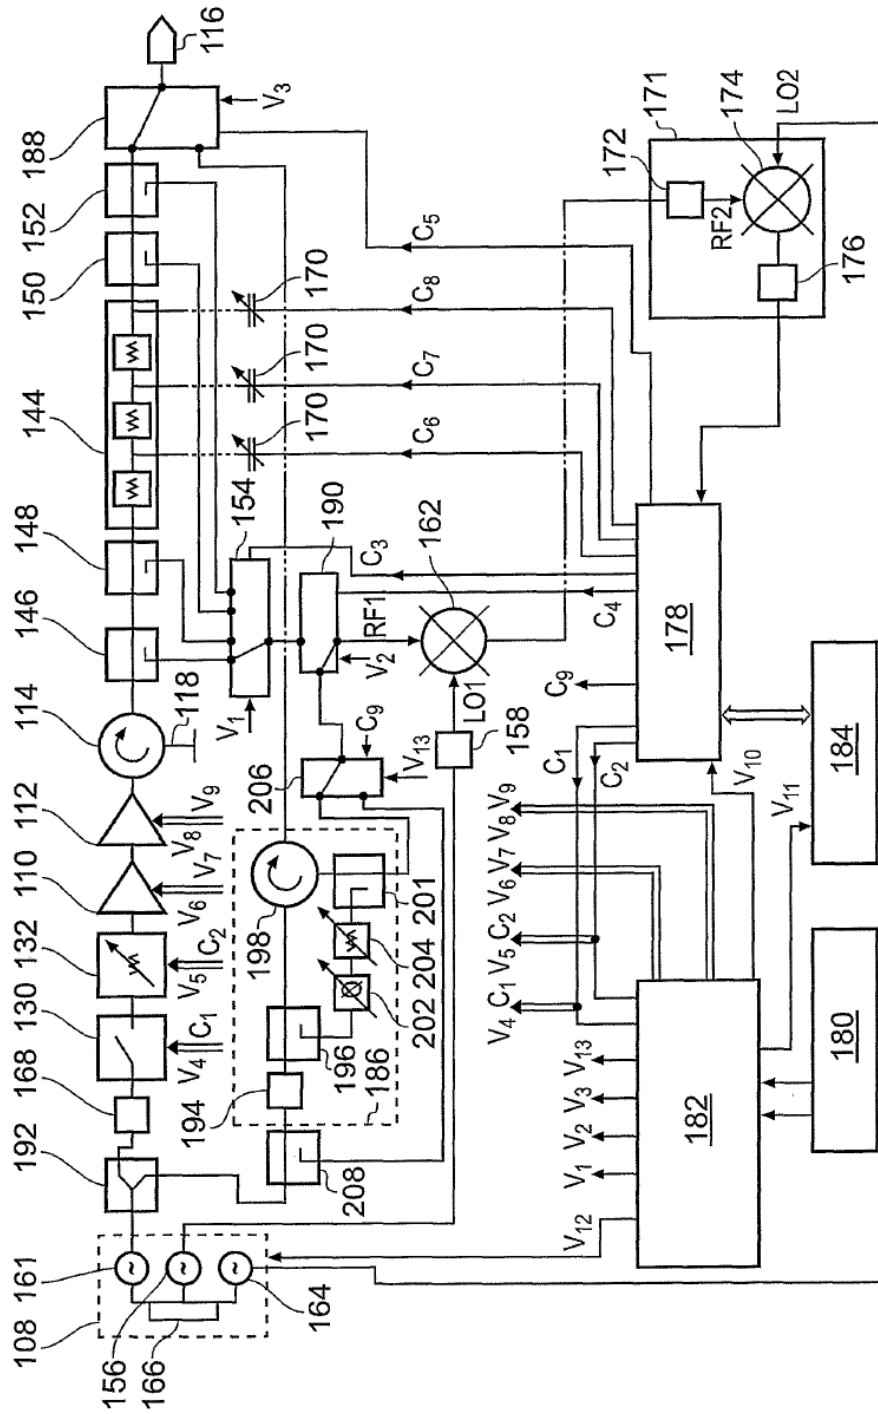 108
161
192
168
130
132
110
112
114
146
148
144
150
152
188
116
156
166
V4
C1
V5
C2
V6
V7
V8
V9
118
V3
164
194
196
198
V1
154
170
170
170
186
202
204
201
206
190
208
C9
V13
V2
RF1
C3
158
LO1
162
C6
C7
C8
C5
V4
C1
V5
C2
V6
V7
V8
V9
V12
V1
V2
V3
V13
C1
C2
C9
C4
172
171
RF2
174
LO2
176
182
V10
178
V11
180
184